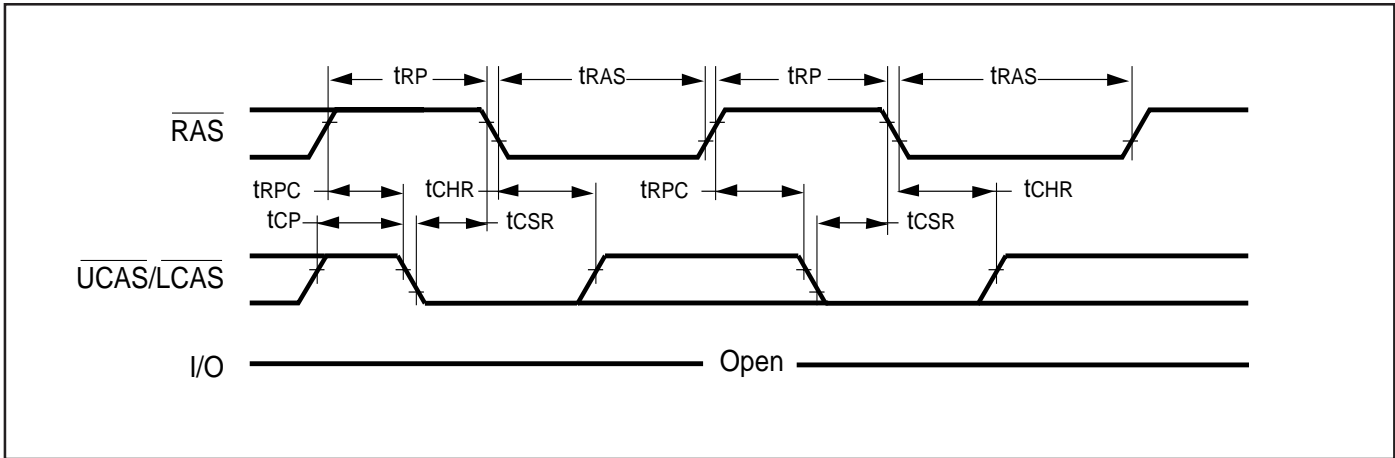 tRP tRAS tRP tRAS
RAS
tRPC tCHR tRPC tCHR
tCP tCSR tCSR
UCAS/LCAS
I/O Open